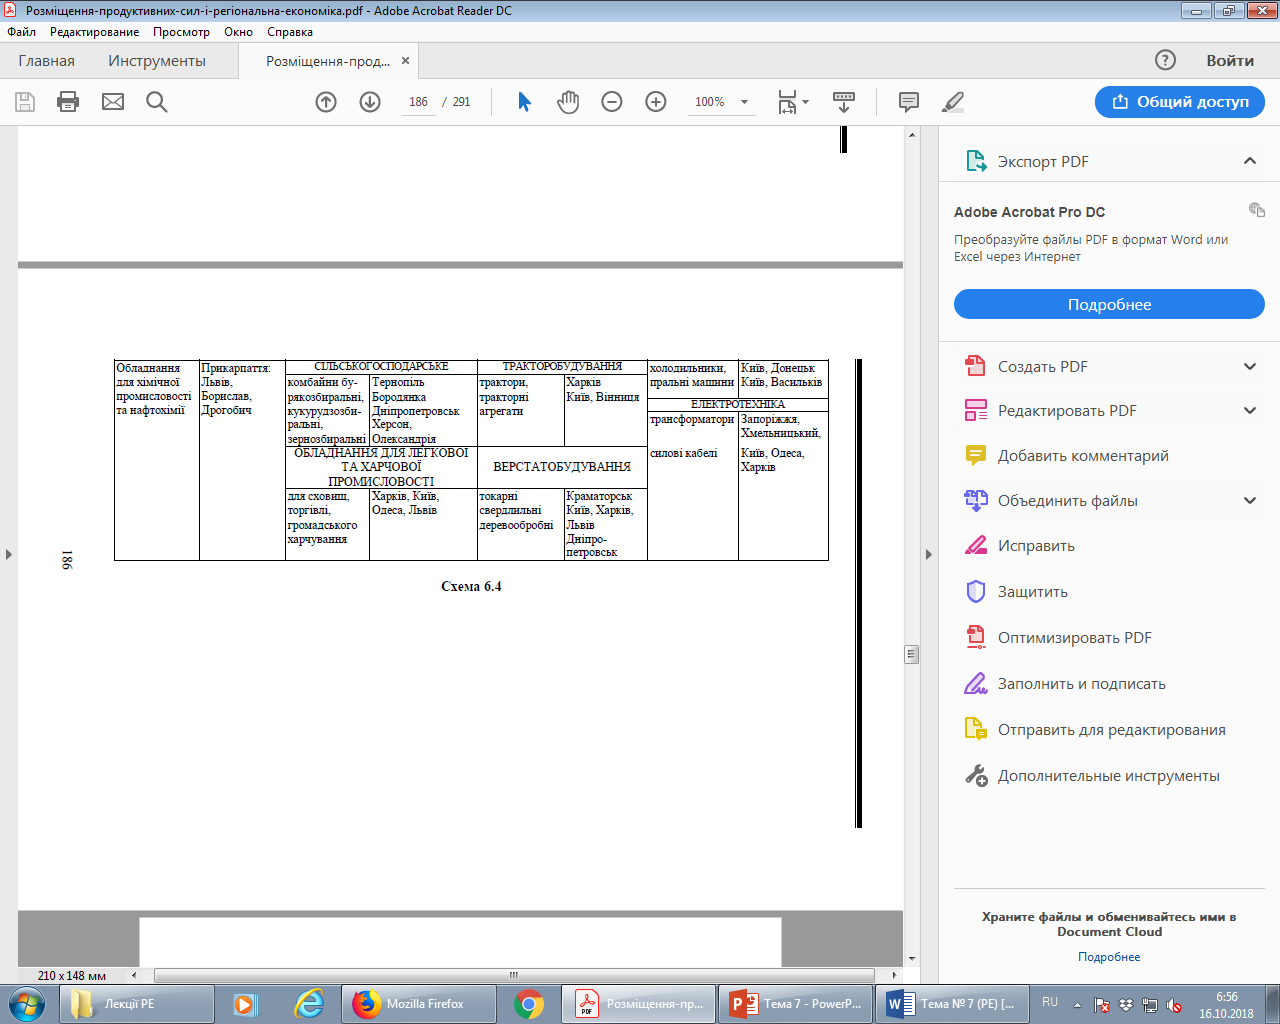 Розміщення-продуктивних-сил-і-регіональна-економіка.pdf - Adobe Acrobat Reader DC
Файл Редактирование Просмотр Окно Справка
Главная Инструменты Розміщення-прод... × Войти
186 / 291 100% Общий доступ
Экспорт PDF
Adobe Acrobat Pro DC
Преобразуйте файлы PDF в формат Word или
Excel через Интернет
Подробнее
Создать PDF
Редактировать PDF
Добавить комментарий
Объединить файлы
Исправить
Защитить
Оптимизировать PDF
Заполнить и подписать
Отправить для редактирования
Дополнительные инструменты
Храните файлы и обменивайтесь ими в
Document Cloud
Подробнее
Обладнання
для хімічної
промисловості
та нафтохімії
Прикарпаття:
Львів,
Борислав,
Дрогобич
СІЛЬСЬКОГОСПОДАРСЬКЕ
комбайни бу-
рякозбиральні,
кукурудзозби-
ральні,
зернозбиральні
Тернопіль
Бородянка
Дніпропетровськ
Херсон,
Олександрія
ОБЛАДНАННЯ ДЛЯ ЛЕГКОВОЇ
ТА ХАРЧОВОЇ
ПРОМИСЛОВОСТІ
для сховищ,
торгівлі,
громадського
харчування
Харків, Київ,
Одеса, Львів
ТРАКТОРОБУДУВАННЯ
трактори,
тракторні
агрегати
Харків
Київ, Вінниця
ВЕРСТАТОБУДУВАННЯ
токарні
свердлильні
деревообробні
Краматорськ
Київ, Харків,
Львів
Дніпро-
петровськ
холодильники,
пральні машини
Київ, Донецьк
Київ, Васильків
ЕЛЕКТРОТЕХНІКА
трансформатори
Запоріжжя,
Хмельницький,
силові кабелі
Київ, Одеса,
Харків
186
Схема 6.4
210 x 148 мм
Лекції РЕ Mozilla Firefox Розміщення-пр... Тема 7 - PowerP... Тема № 7 (РЕ) [... RU 6:56
16.10.2018